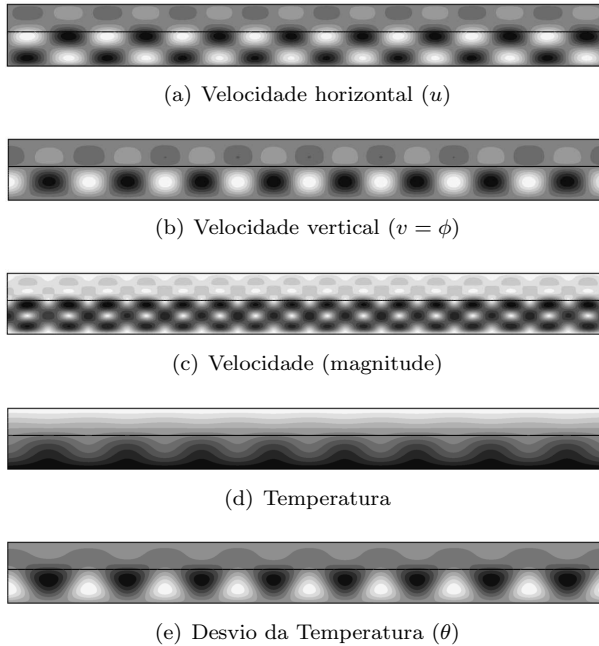 (a) Velocidade horizontal (u)
(b) Velocidade vertical (v = ϕ)
(c) Velocidade (magnitude)
(d) Temperatura
(e) Desvio da Temperatura (θ)